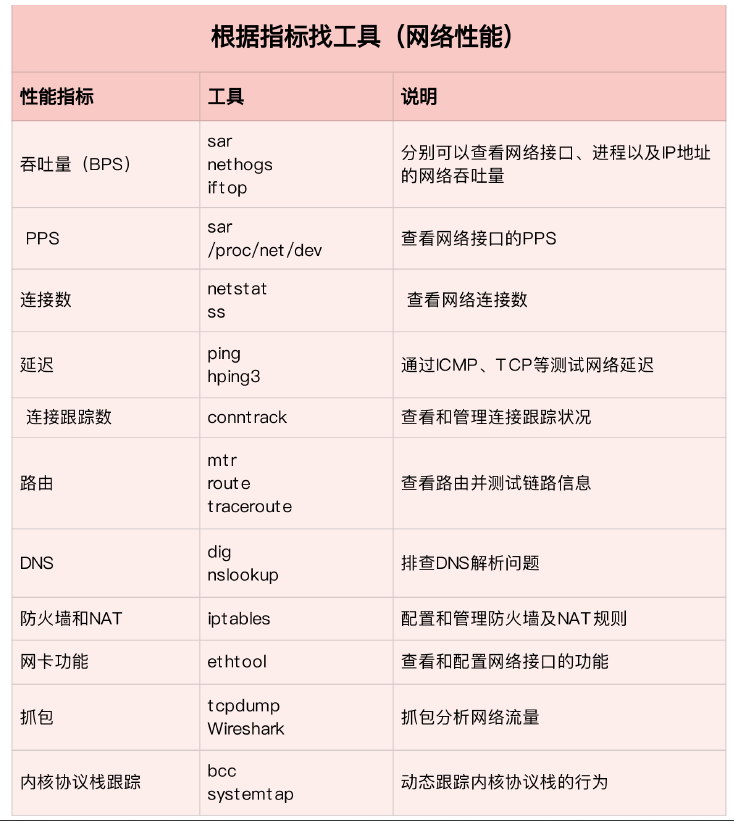 根据指标找工具（网络性能）
性能指标 工具 说明
吞吐量（BPS）
sar
nethogs
iftop
分别可以查看网络接口、进程以及IP地址
的网络吞吐量
PPS
sar
/proc/net/dev
查看网络接口的PPS
连接数
netstat
ss
查看网络连接数
延迟
ping
hping3
通过ICMP、TCP等测试网络延迟
连接跟踪数
conntrack
查看和管理连接跟踪状况
路由
mtr
route
traceroute
查看路由并测试链路信息
DNS
dig
nslookup
排查DNS解析问题
防火墙和NAT
iptables
配置和管理防火墙及NAT规则
网卡功能
ethtool
查看和配置网络接口的功能
抓包
tcpdump
Wireshark
抓包分析网络流量
内核协议栈跟踪
bcc
systemtap
动态跟踪内核协议栈的行为